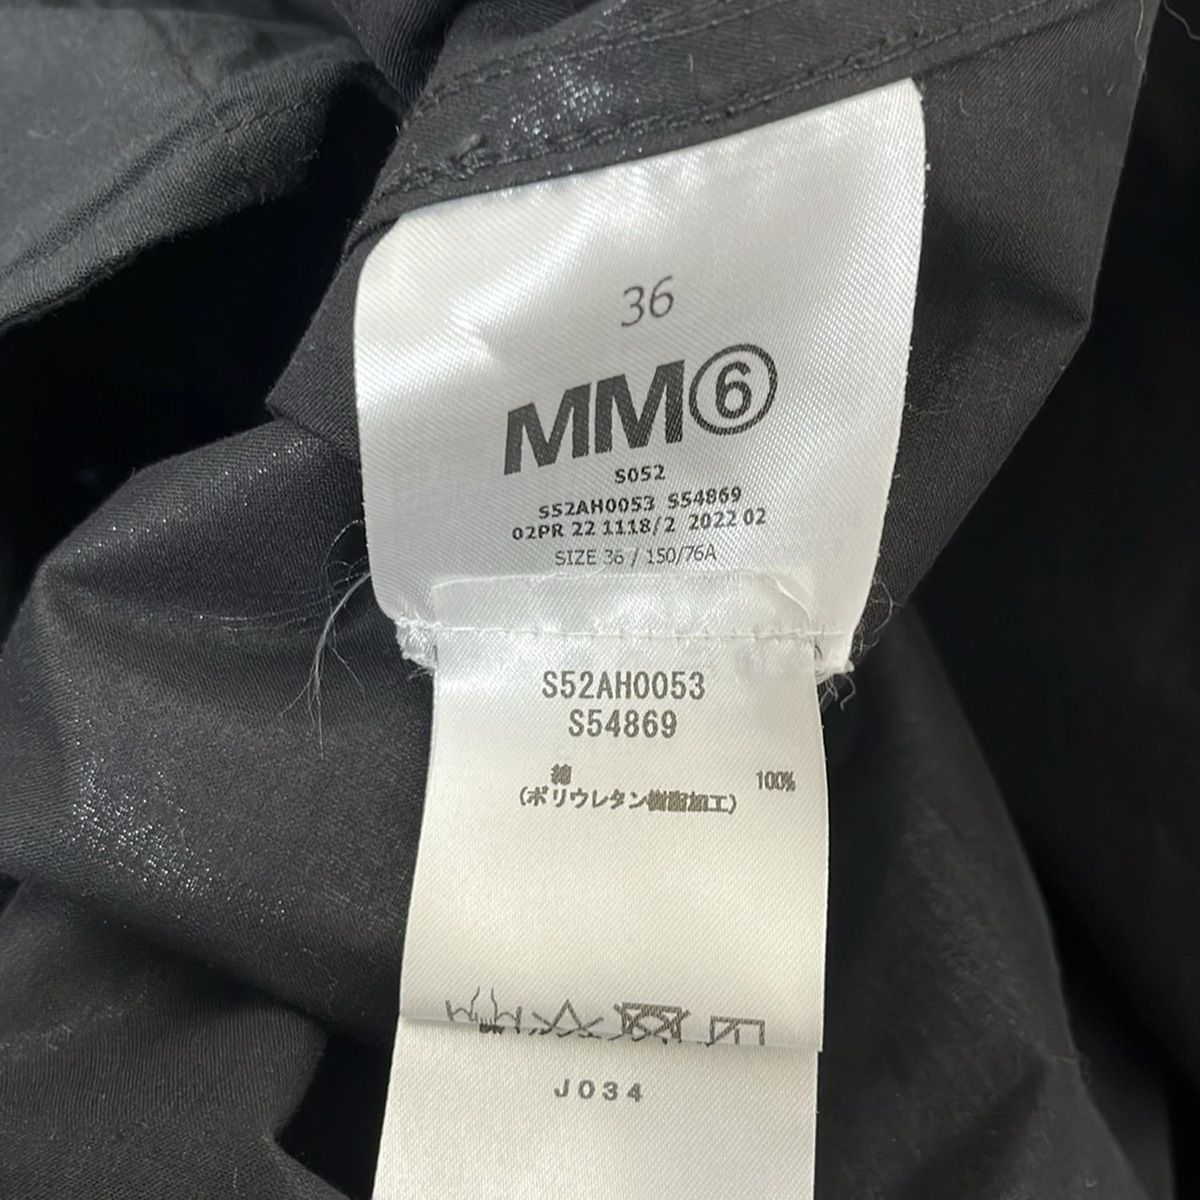 36
MM⑥
S052
S52AH0053 S54869
02PR 22 1118/2 2022 02
SIZE 36 / 150/76A
S52AH0053
S54869
綿 100%
(ポリウレタン樹脂加工)
J034